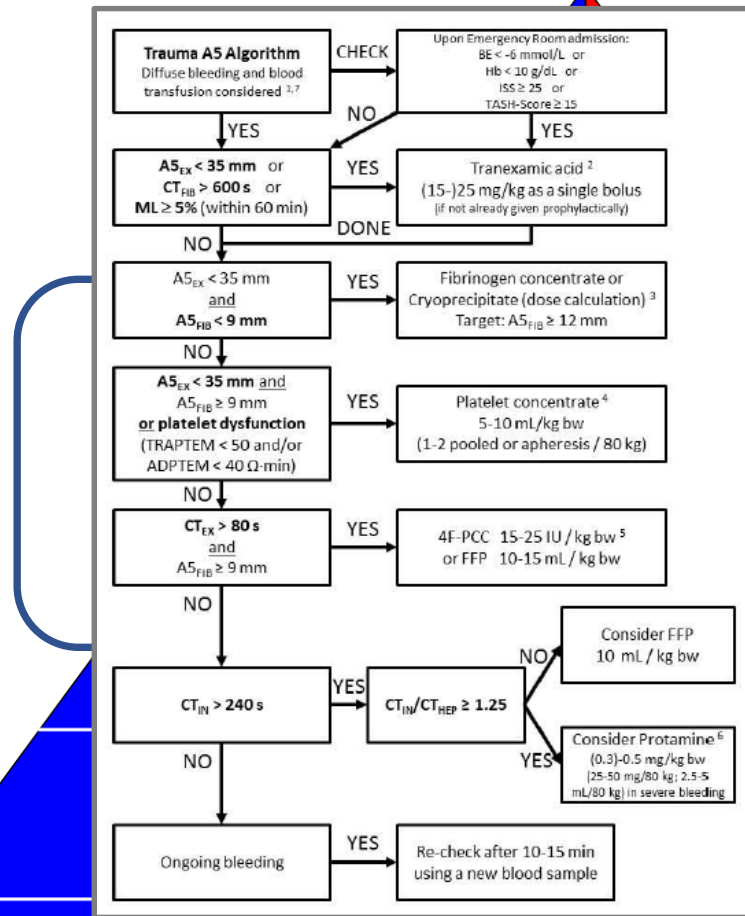 Trauma A5 Algorithm
Diffuse bleeding and blood
transfusion considered 1,7
CHECK
Upon Emergency Room admission:
BE < -6 mmol/L or
Hb < 10 g/dL or
ISS ≥ 25 or
TASH-Score ≥ 15
YES
NO
YES
A5EX < 35 mm or
CTFIB > 600 s or
ML ≥ 5% (within 60 min)
YES
Tranexamic acid 2
(15-)25 mg/kg as a single bolus
(if not already given prophylactically)
NO
DONE
A5EX < 35 mm
and
A5FIB < 9 mm
YES
Fibrinogen concentrate or
Cryoprecipitate (dose calculation) 3
Target: A5FIB ≥ 12 mm
NO
A5EX < 35 mm and
A5FIB ≥ 9 mm
or platelet dysfunction
(TRAPTEM < 50 and/or
ADPTEM < 40 Ω·min)
YES
Platelet concentrate 4
5-10 mL/kg bw
(1-2 pooled or apheresis / 80 kg)
NO
CTEX > 80 s
and
A5FIB ≥ 9 mm
YES
4F-PCC 15-25 IU / kg bw 5
or FFP 10-15 mL / kg bw
NO
CTIN > 240 s
YES
CTIN/CTHEP ≥ 1.25
NO
Consider FFP
10 mL / kg bw
YES
Consider Protamine 6
(0.3)-0.5 mg/kg bw
(25-50 mg/80 kg; 2.5-5
mL/80 kg) in severe bleeding
NO
Ongoing bleeding
YES
Re-check after 10-15 min
using a new blood sample